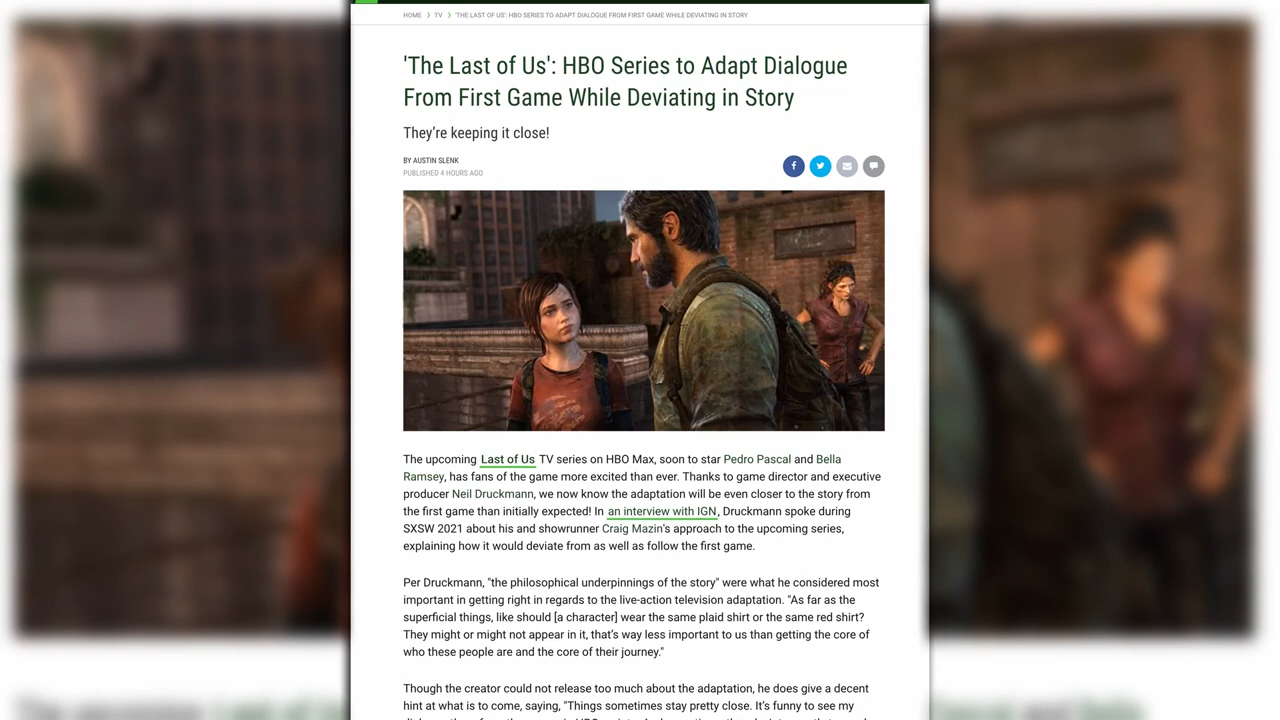 HOME > TV > 'THE LAST OF US': HBO SERIES TO ADAPT DIALOGUE FROM FIRST GAME WHILE DEVIATING IN STORY
'The Last of Us': HBO Series to Adapt Dialogue
From First Game While Deviating in Story
They're keeping it close!
BY AUSTIN SLENK
PUBLISHED 4 HOURS AGO
The upcoming Last of Us TV series on HBO Max, soon to star Pedro Pascal and Bella
Ramsey, has fans of the game more excited than ever. Thanks to game director and executive
producer Neil Druckmann, we now know the adaptation will be even closer to the story from
the first game than initially expected! In an interview with IGN, Druckmann spoke during
SXSW 2021 about his and showrunner Craig Mazin's approach to the upcoming series,
explaining how it would deviate from as well as follow the first game.
Per Druckmann, "the philosophical underpinnings of the story" were what he considered most
important in getting right in regards to the live-action television adaptation. "As far as the
superficial things, like should [a character] wear the same plaid shirt or the same red shirt?
They might or might not appear in it, that's way less important to us than getting the core of
who these people are and the core of their journey."
Though the creator could not release too much about the adaptation, he does give a decent
hint at what is to come, saying, "Things sometimes stay pretty close. It's funny to see my